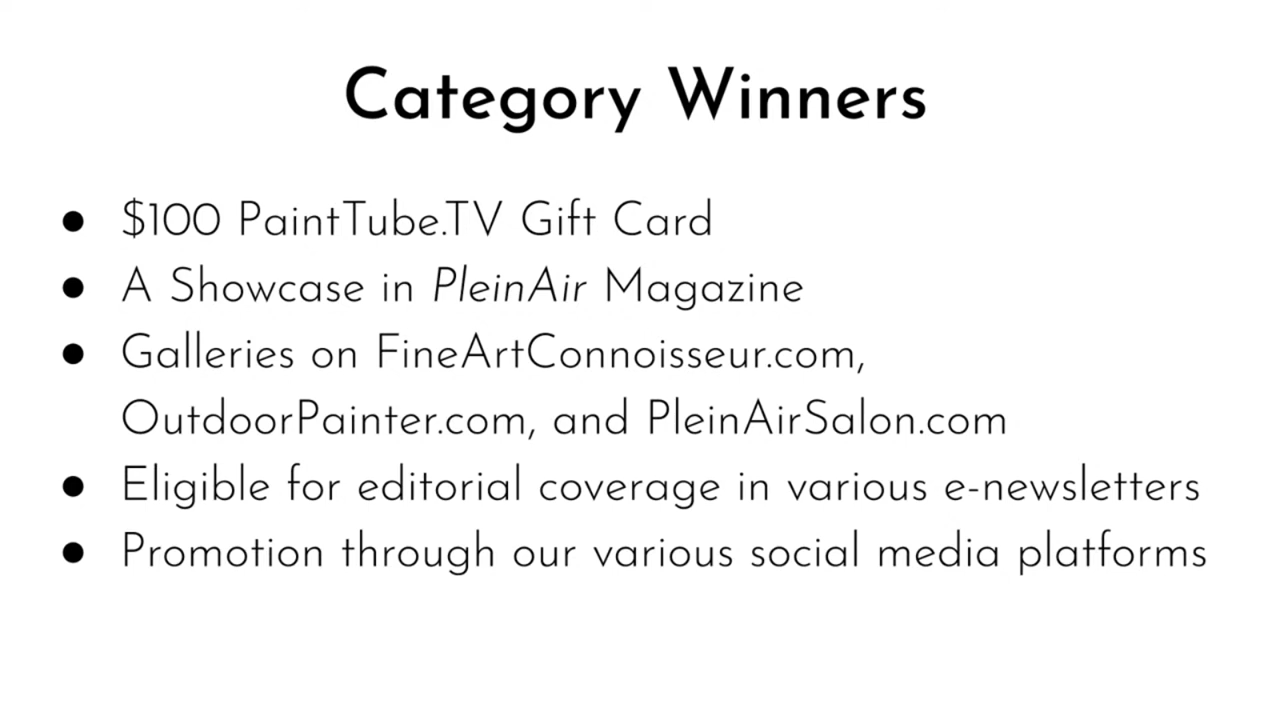 Category Winners
● $100 PaintTube.TV Gift Card
● A Showcase in PleinAir Magazine
● Galleries on FineArtConnoisseur.com,
OutdoorPainter.com, and PleinAirSalon.com
● Eligible for editorial coverage in various e-newsletters
● Promotion through our various social media platforms